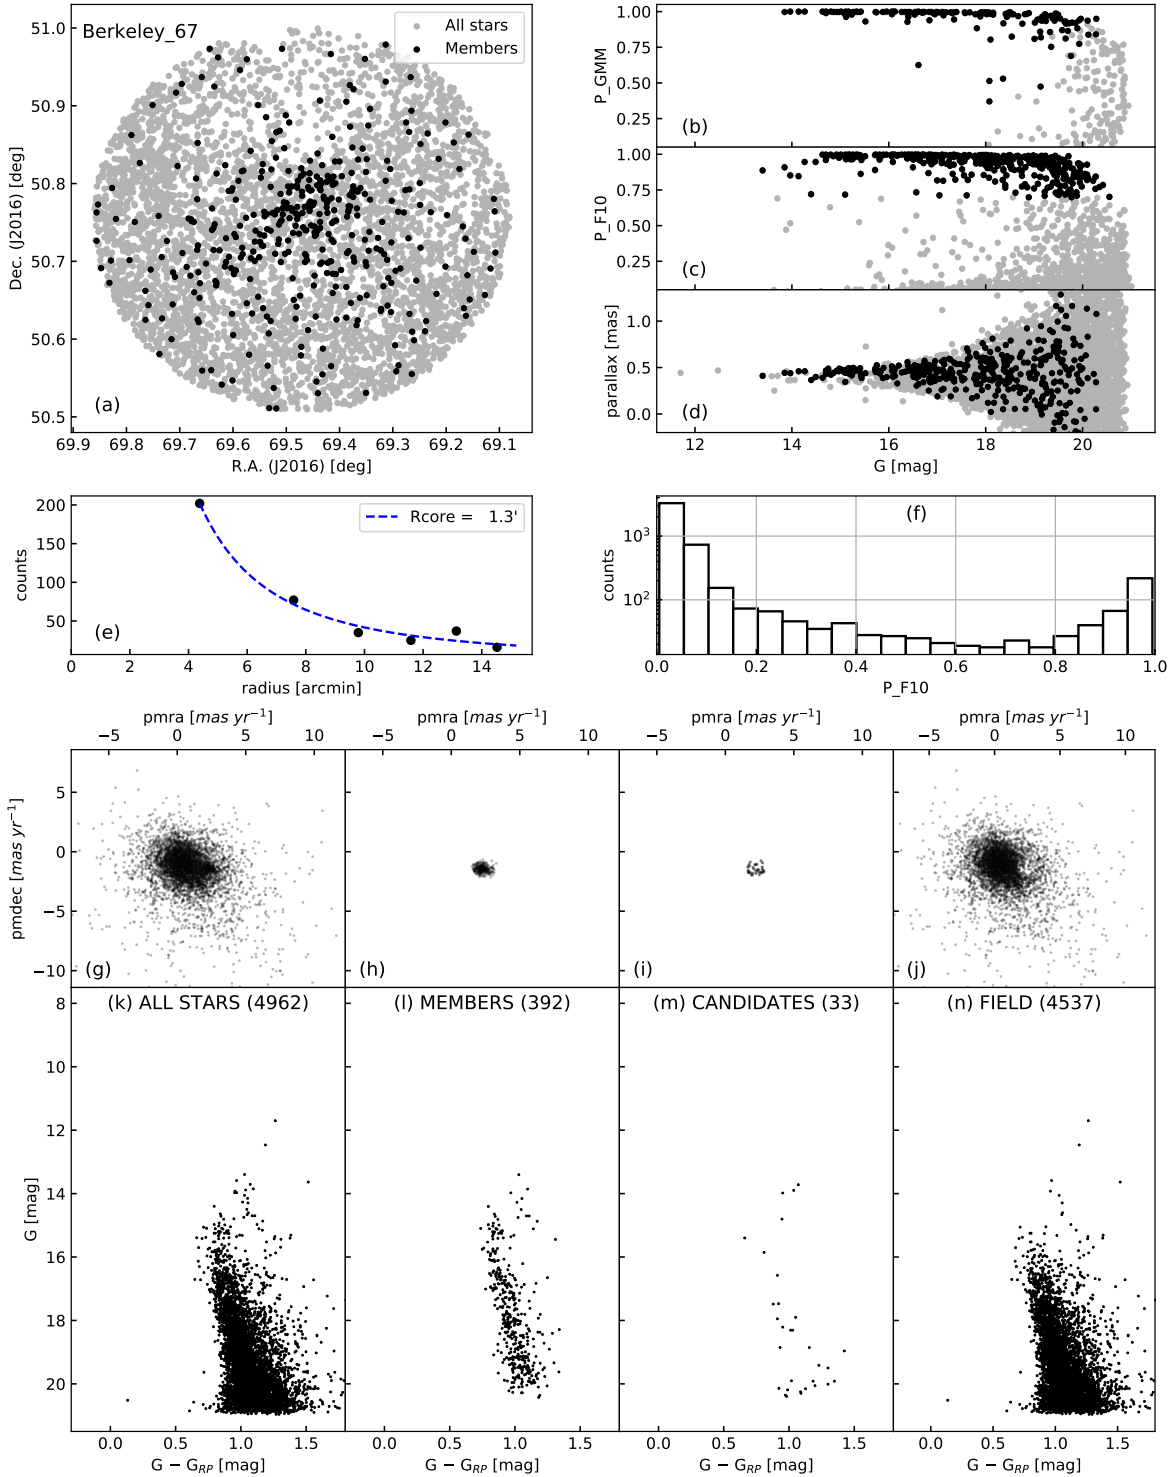 Berkeley_67
All stars
Members
51.0
50.9
50.8
50.7
50.6
50.5
Dec. (J2016) [deg]
(a)
69.9 69.8 69.7 69.6 69.5 69.4 69.3 69.2 69.1
R.A. (J2016) [deg]
1.00
0.75
0.50
0.25
P_GMM
(b)
1.00
0.75
0.50
0.25
P_F10
(c)
1.0
0.5
0.0
parallax [mas]
(d)
12 14 16 18 20
G [mag]
200
150
100
50
counts
Rcore = 1.3'
(e)
0 2 4 6 8 10 12 14
radius [arcmin]
(f)
10³
10²
counts
0.0 0.2 0.4 0.6 0.8 1.0
P_F10
pmra [mas yr⁻¹] pmra [mas yr⁻¹] pmra [mas yr⁻¹] pmra [mas yr⁻¹]
−5 0 5 10 −5 0 5 10 −5 0 5 10 −5 0 5 10
5
0
−5
−10
pmdec [mas yr⁻¹]
(g) (h) (i) (j)
(k) ALL STARS (4962) (l) MEMBERS (392) (m) CANDIDATES (33) (n) FIELD (4537)
8
10
12
14
16
18
20
G [mag]
0.0 0.5 1.0 1.5 0.0 0.5 1.0 1.5 0.0 0.5 1.0 1.5 0.0 0.5 1.0 1.5
G − G_RP [mag] G − G_RP [mag] G − G_RP [mag] G − G_RP [mag]